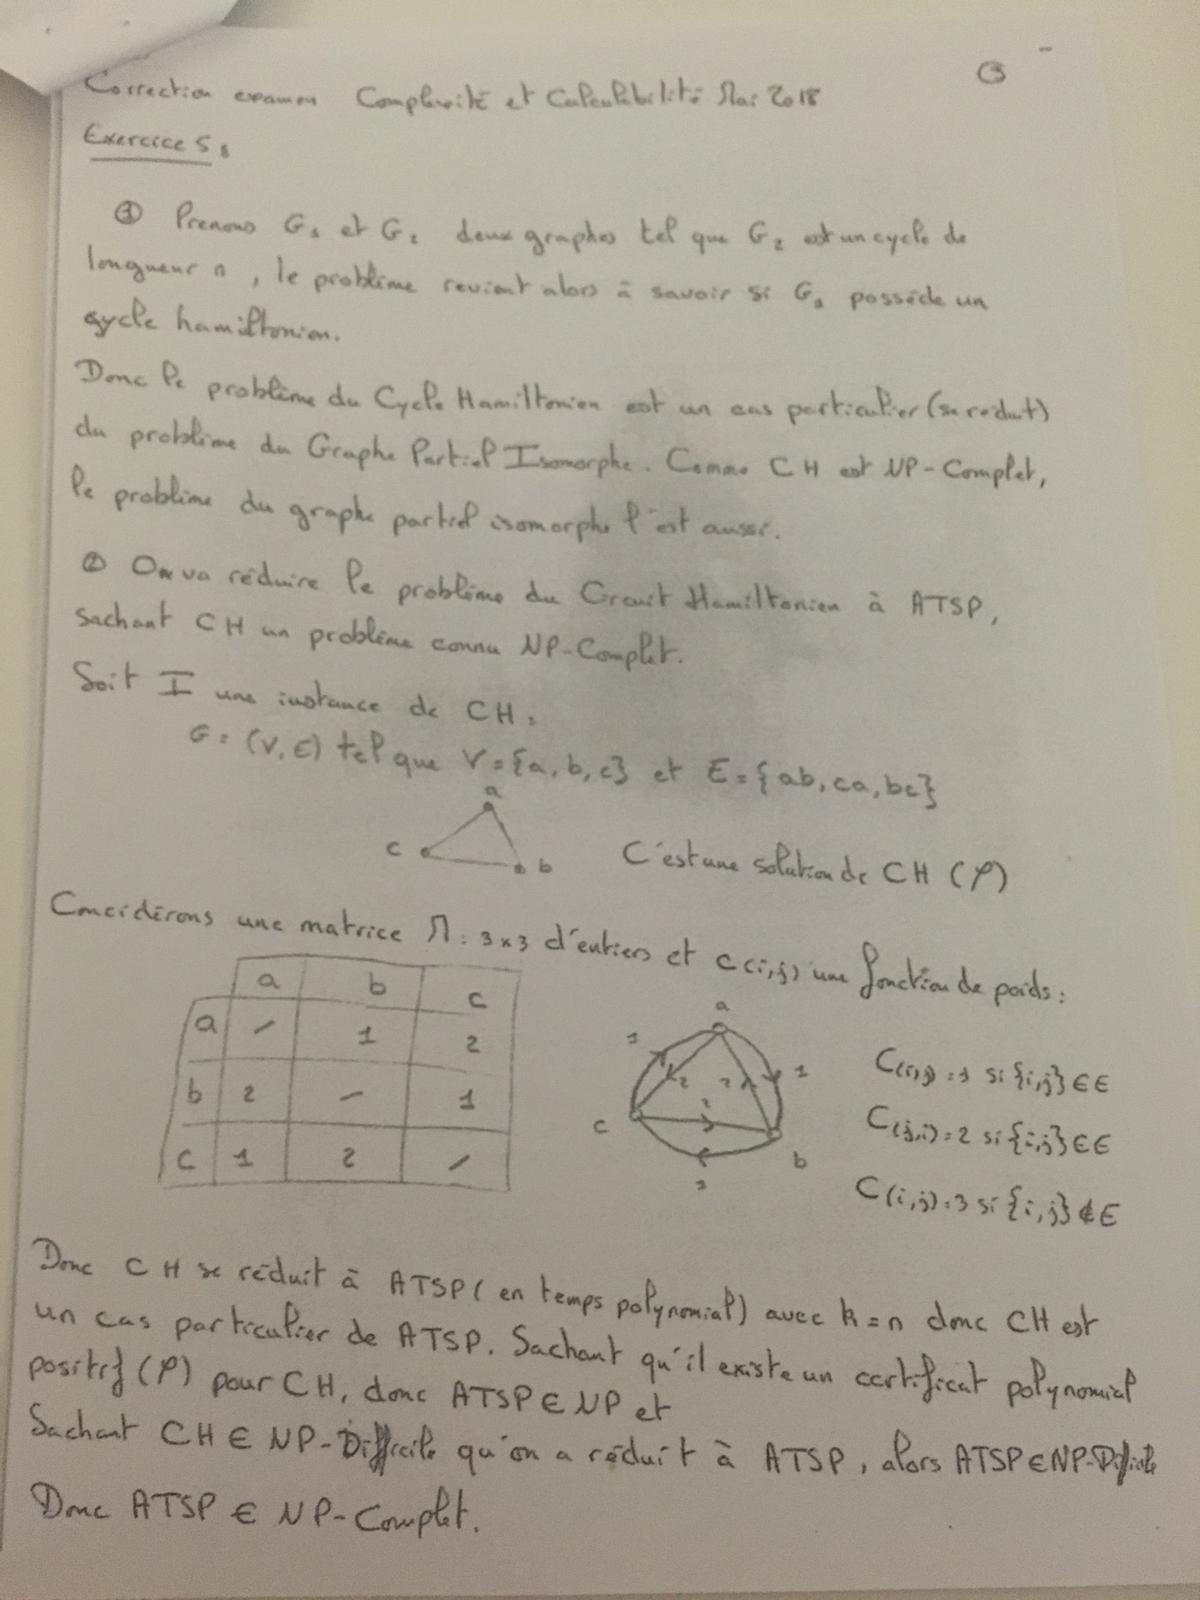 ③
Correction examen Complexité et Calculabilité Mai 2018
Exercice 5 :
① Prenons G₁ et G₂ deux graphes tel que G₂ est un cycle de
longueur n , le problème revient alors à savoir si G₁ possède un
cycle hamiltonien.
Donc le problème du Cycle Hamiltonien est un cas particulier (se réduit)
du problème du Graphe Partiel Isomorphe. Comme CH est NP-Complet,
le problème du graphe partiel isomorphe l'est aussi.
② On va réduire le problème du Circuit Hamiltonien à ATSP,
sachant CH un problème connu NP-Complet.
Soit I une instance de CH :
G = (V, E) tel que V = {a, b, c} et E = {ab, ca, bc}
a
c b C'est une solution de CH (φ)
Concidérons une matrice M : 3×3 d'entiers et c(i,j) une fonction de poids :
a b c
a - 1 2
b 2 - 1
c 1 2 -
a
1 2 2 1
c 2 b
1
C(i,j) = 1 si {i,j} ∈ E
C(j,i) = 2 si {i,j} ∈ E
C(i,j) = 3 si {i,j} ∉ E
Donc CH se réduit à ATSP (en temps polynomial) avec k = n donc CH est
un cas particulier de ATSP. Sachant qu'il existe un certificat polynomial
positif (φ) pour CH, donc ATSP ∈ NP et
Sachant CH ∈ NP-Difficile qu'on a réduit à ATSP, alors ATSP ∈ NP-Difficile
Donc ATSP ∈ NP-Complet.